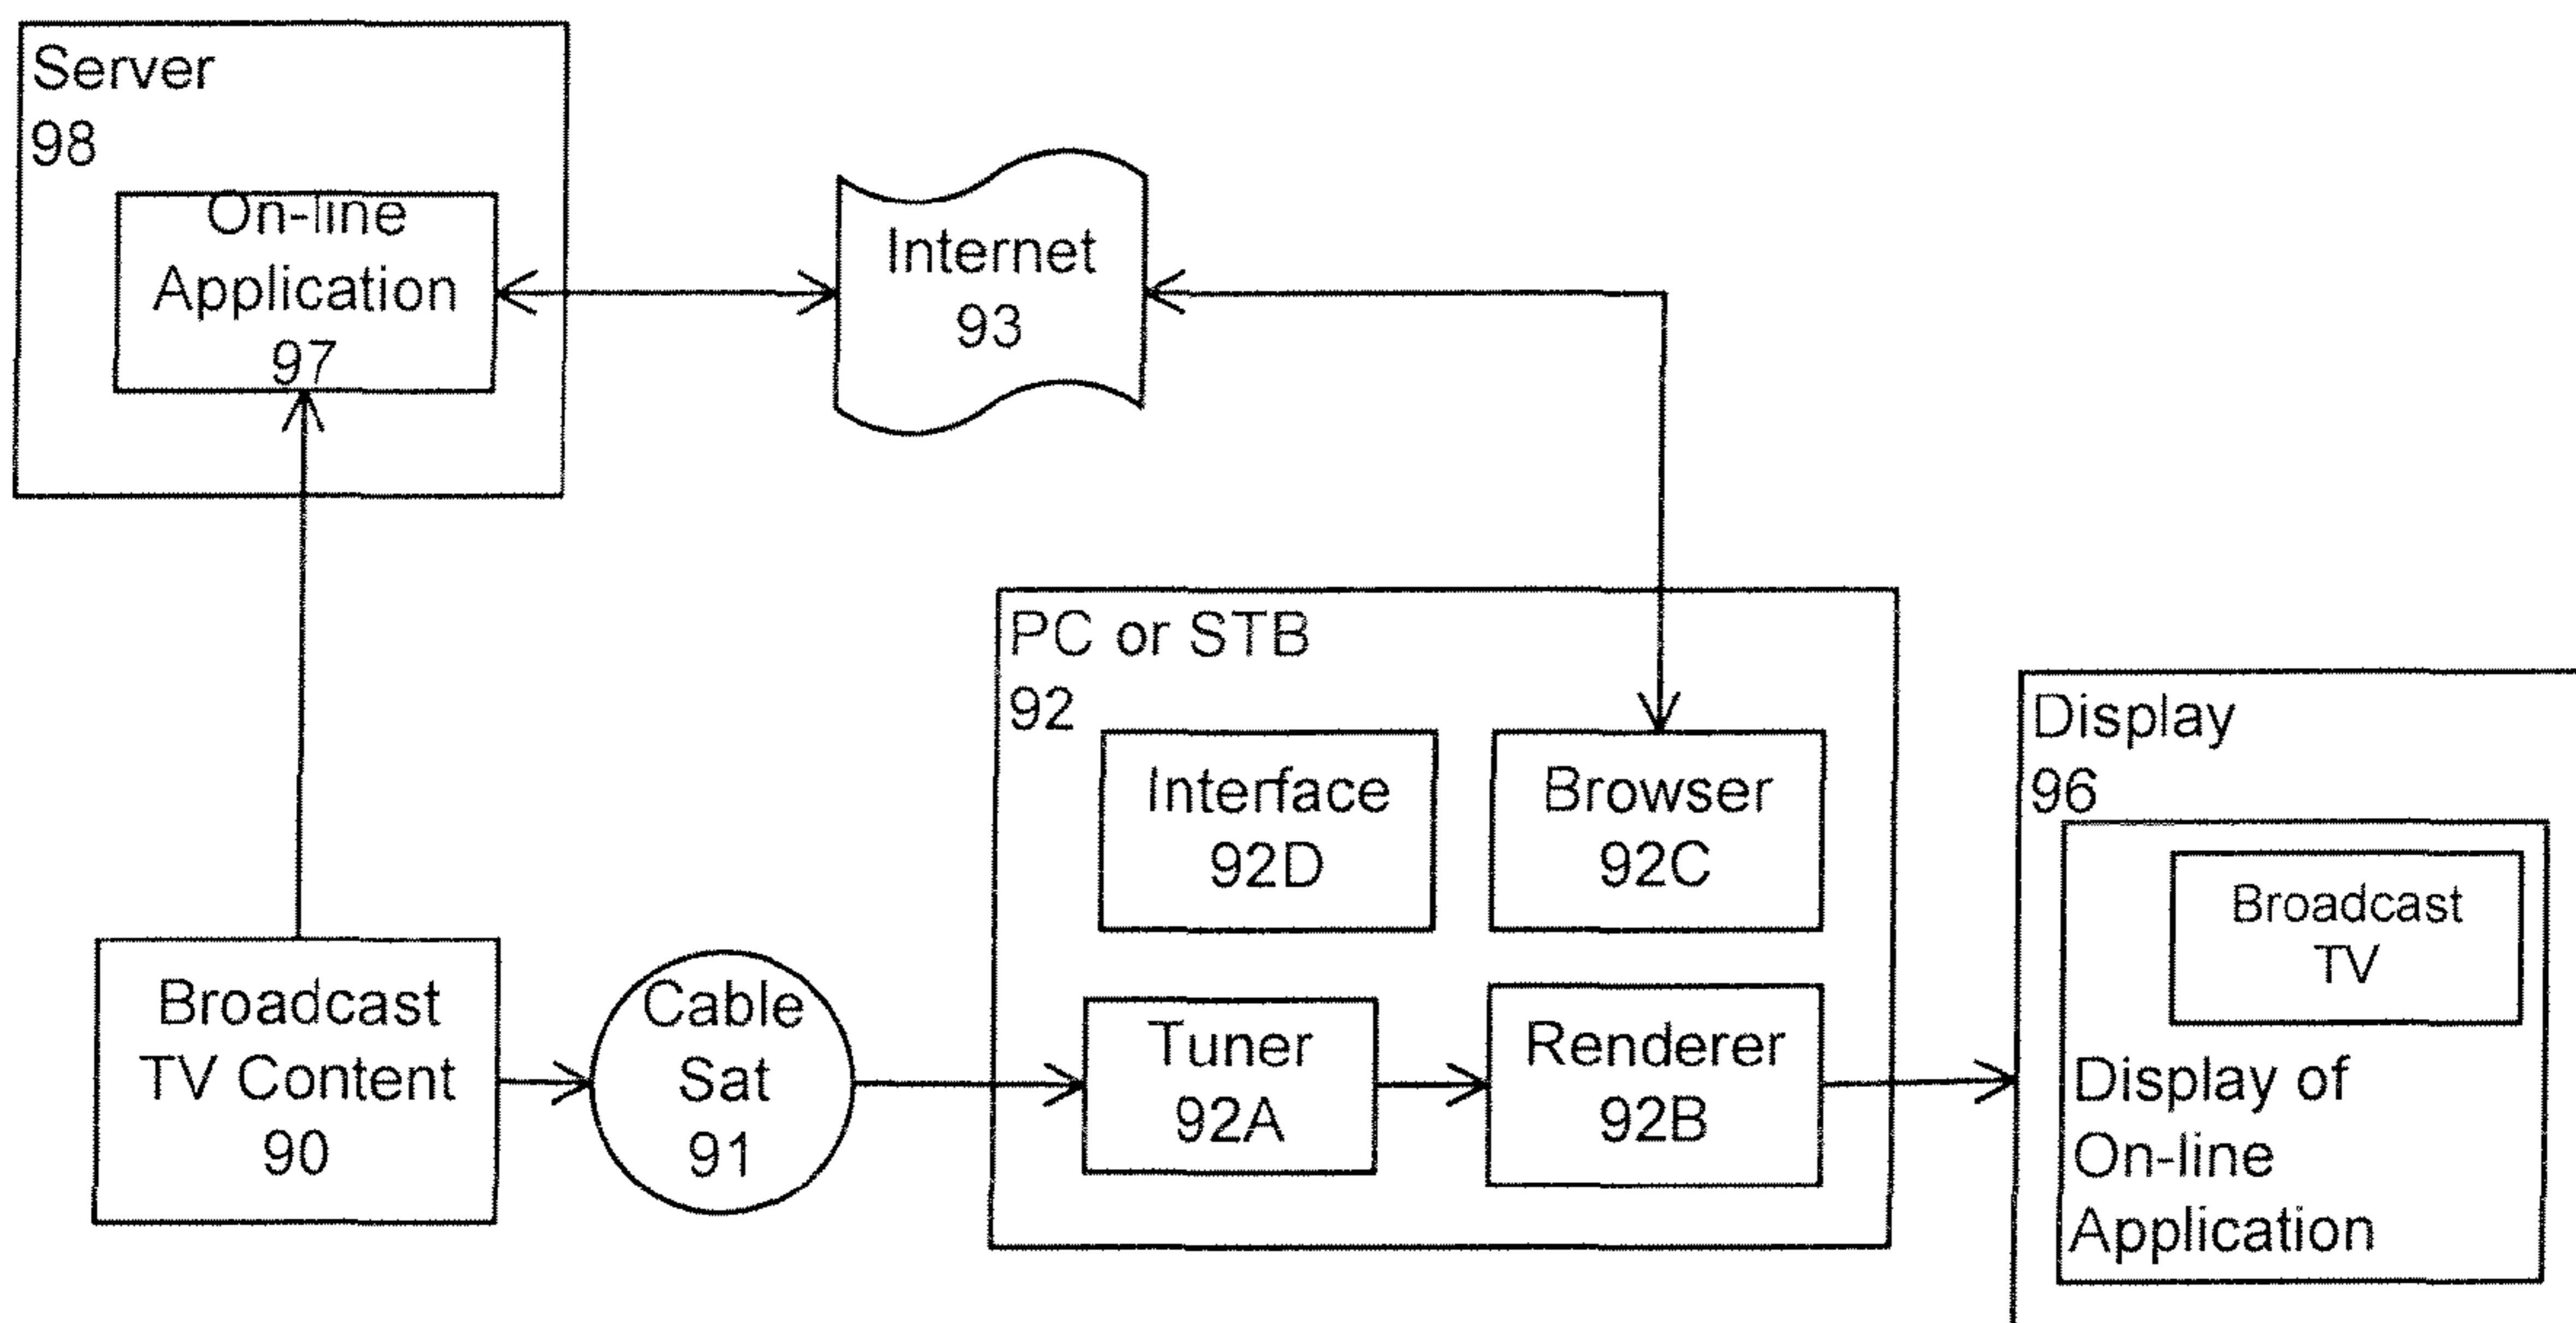 Server
98
On-line
Application
97
Internet
93
PC or STB
92
Interface
92D
Browser
92C
Tuner
92A
Renderer
92B
Broadcast
TV Content
90
Cable
Sat
91
Display
96
Broadcast
TV
Display of
On-line
Application